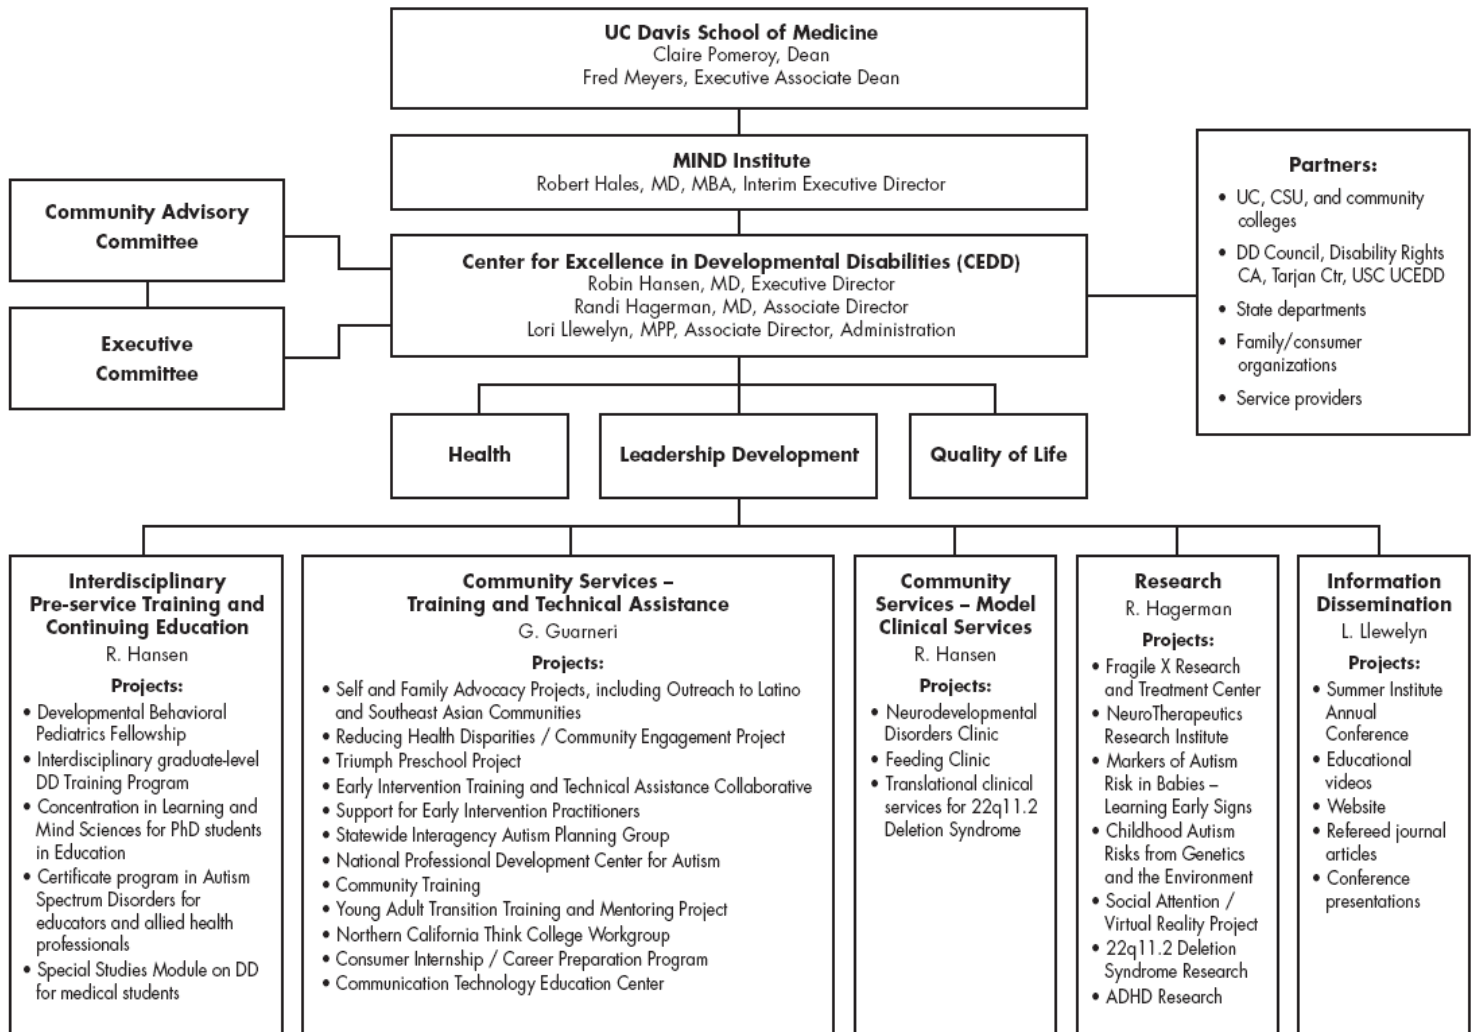 UC Davis School of Medicine
Claire Pomeroy, Dean
Fred Meyers, Executive Associate Dean
MIND Institute
Robert Hales, MD, MBA, Interim Executive Director
Community Advisory
Committee
Executive
Committee
Center for Excellence in Developmental Disabilities (CEDD)
Robin Hansen, MD, Executive Director
Randi Hagerman, MD, Associate Director
Lori Llewelyn, MPP, Associate Director, Administration
Partners:
• UC, CSU, and community
colleges
• DD Council, Disability Rights
CA, Tarjan Ctr, USC UCEDD
• State departments
• Family/consumer
organizations
• Service providers
Health
Leadership Development
Quality of Life
Interdisciplinary
Pre-service Training and
Continuing Education
R. Hansen
Projects:
• Developmental Behavioral
Pediatrics Fellowship
• Interdisciplinary graduate-level
DD Training Program
• Concentration in Learning and
Mind Sciences for PhD students
in Education
• Certificate program in Autism
Spectrum Disorders for
educators and allied health
professionals
• Special Studies Module on DD
for medical students
Community Services –
Training and Technical Assistance
G. Guarneri
Projects:
• Self and Family Advocacy Projects, including Outreach to Latino
and Southeast Asian Communities
• Reducing Health Disparities / Community Engagement Project
• Triumph Preschool Project
• Early Intervention Training and Technical Assistance Collaborative
• Support for Early Intervention Practitioners
• Statewide Interagency Autism Planning Group
• National Professional Development Center for Autism
• Community Training
• Young Adult Transition Training and Mentoring Project
• Northern California Think College Workgroup
• Consumer Internship / Career Preparation Program
• Communication Technology Education Center
Community
Services – Model
Clinical Services
R. Hansen
Projects:
• Neurodevelopmental
Disorders Clinic
• Feeding Clinic
• Translational clinical
services for 22q11.2
Deletion Syndrome
Research
R. Hagerman
Projects:
• Fragile X Research
and Treatment Center
• NeuroTherapeutics
Research Institute
• Markers of Autism
Risk in Babies –
Learning Early Signs
• Childhood Autism
Risks from Genetics
and the Environment
• Social Attention /
Virtual Reality Project
• 22q11.2 Deletion
Syndrome Research
• ADHD Research
Information
Dissemination
L. Llewelyn
Projects:
• Summer Institute
Annual
Conference
• Educational
videos
• Website
• Refereed journal
articles
• Conference
presentations